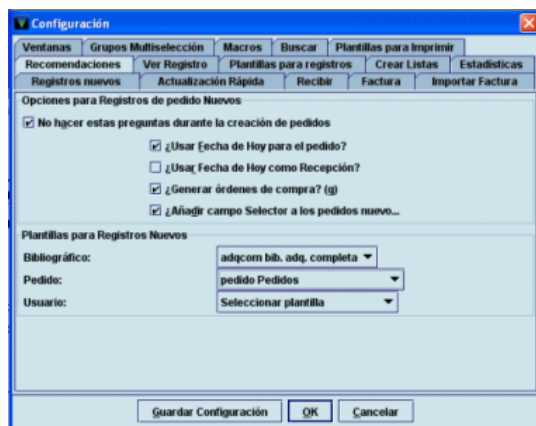 Configuración
Ventanas Grupos Multiselección Macros Buscar Plantillas para Imprimir
Recomendaciones Ver Registro Plantillas para registros Crear Listas Estadísticas
Registros nuevos Actualización Rápida Recibir Factura Importar Factura
Opciones para Registros de pedido Nuevos
No hacer estas preguntas durante la creación de pedidos
¿Usar Fecha de Hoy para el pedido?
¿Usar Fecha de Hoy como Recepción?
¿Generar órdenes de compra? (q)
¿Añadir campo Selector a los pedidos nuevo...
Plantillas para Registros Nuevos
Bibliográfico: adqcom bib. adq. completa
Pedido: pedido Pedidos
Usuario: Seleccionar plantilla
Guardar Configuración OK Cancelar